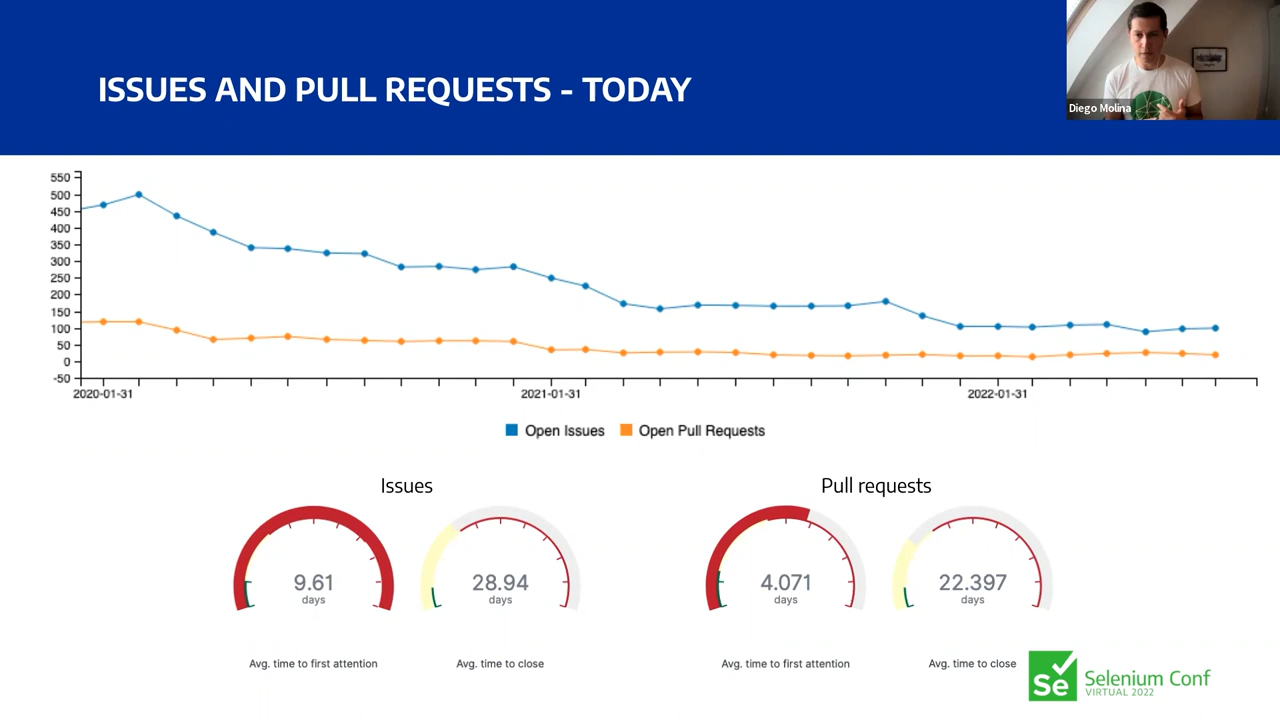 ISSUES AND PULL REQUESTS - TODAY
Diego Molina
550
500
450
400
350
300
250
200
150
100
50
0
-50
2020-01-31
2021-01-31
2022-01-31
Open Issues
Open Pull Requests
Issues
Pull requests
9.61
days
28.94
days
4.071
days
22.397
days
Avg. time to first attention
Avg. time to close
Avg. time to first attention
Avg. time to close
Se
Selenium Conf
VIRTUAL 2022